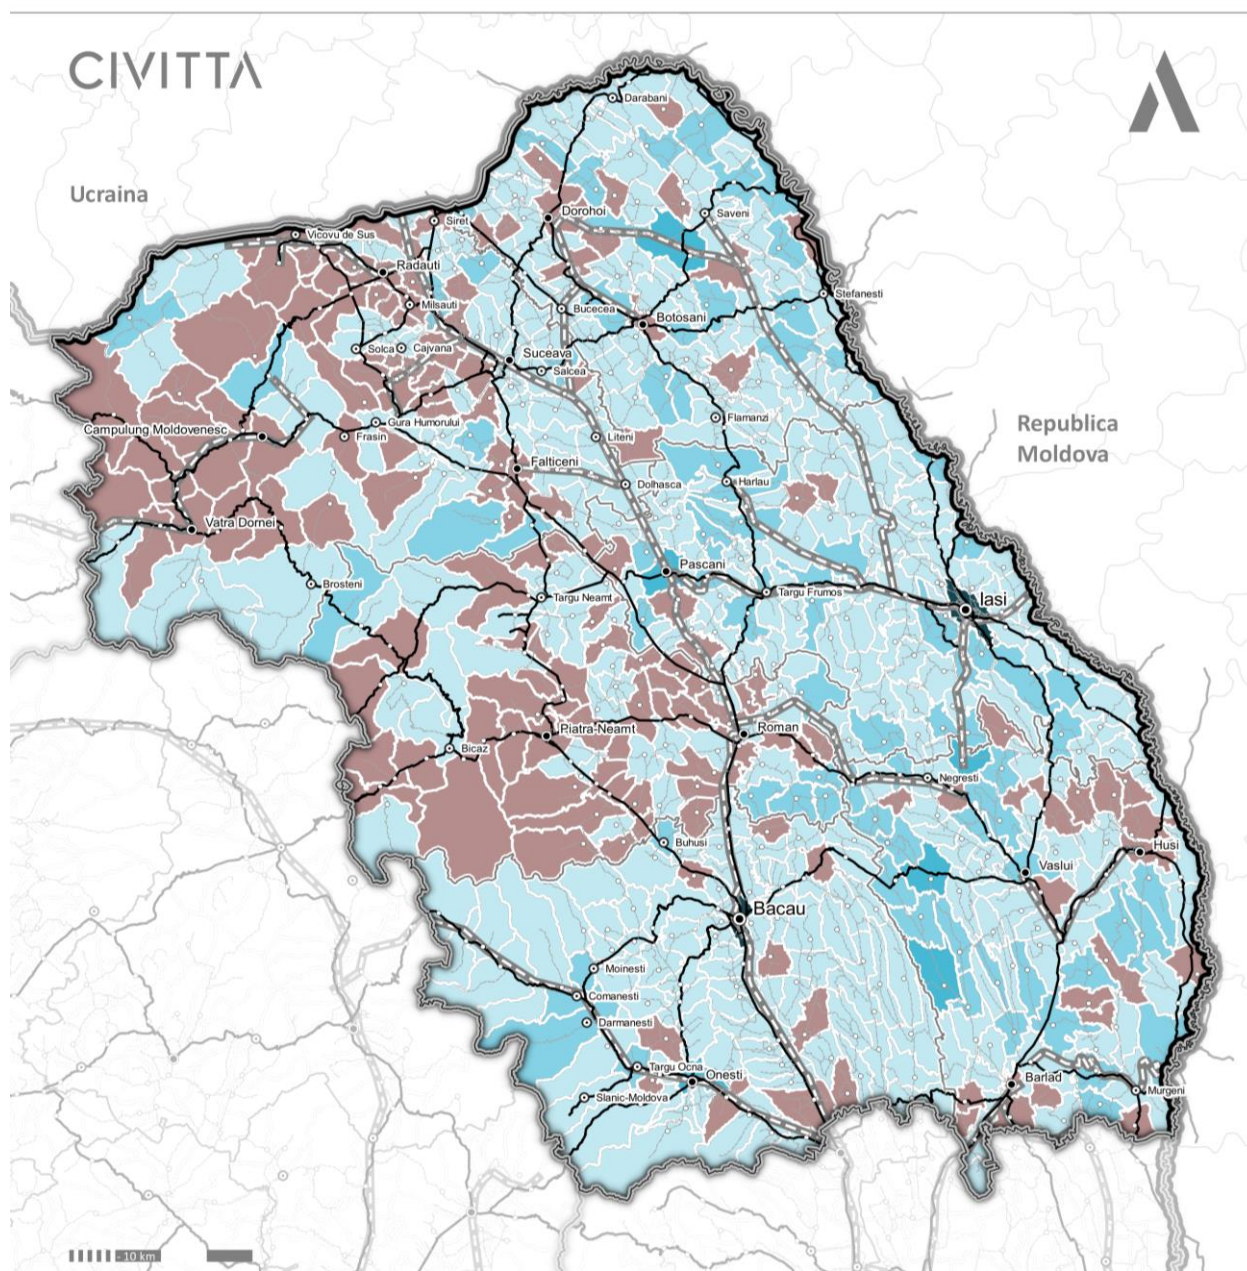 CIVITTA
Darabani
Ucraina
Siret
Dorohoi
Saveni
Vicovu de Sus
Radauti
Stefanesti
Milsauti
Bucecea
Botosani
Solca
Cajvana
Suceava
Salcea
Flamanzi
Gura Humorului
Campulung Moldovenesc
Frasin
Liteni
Republica
Moldova
Falticeni
Dolhasca
Harlau
Vatra Dornei
Pascani
Brosteni
Targu Neamt
Targu Frumos
Iasi
Piatra-Neamt
Roman
Bicaz
Negresti
Buhusi
Husi
Vaslui
Bacau
Moinesti
Comanesti
Darmanesti
Targu Ocna
Onesti
Barlad
Slanic-Moldova
Murgeni
- 10 km